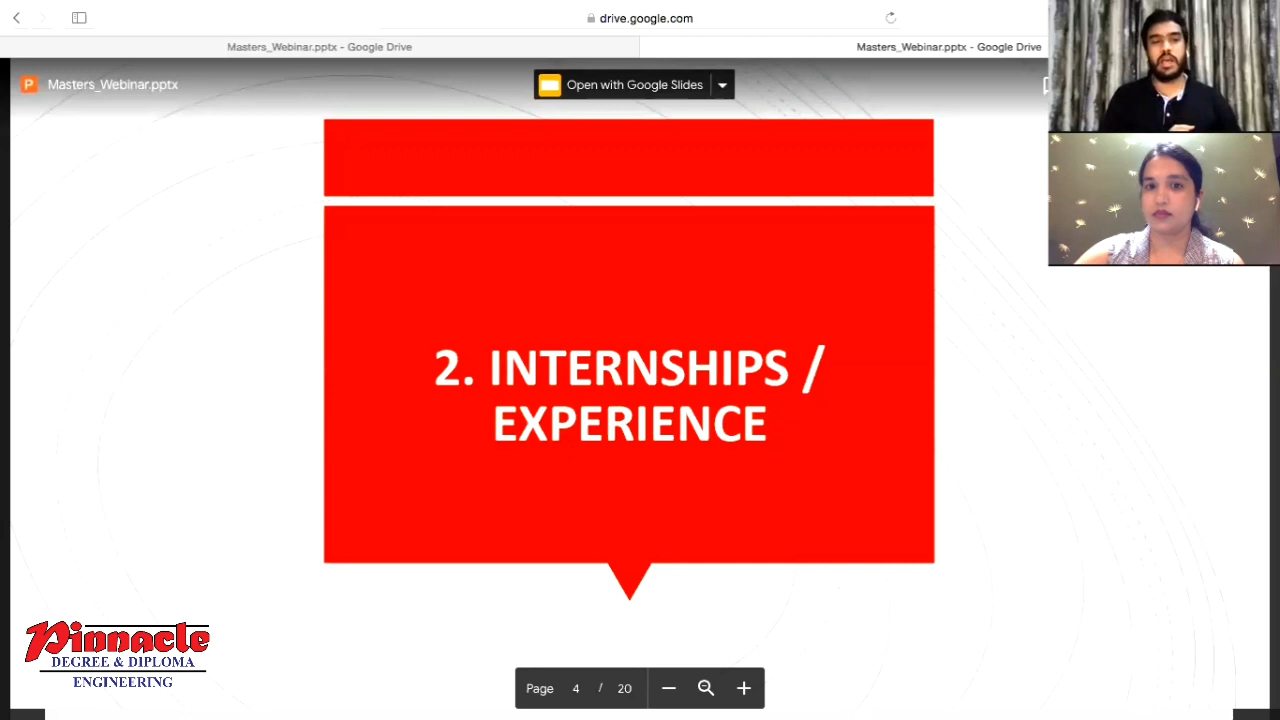 drive.google.com
Masters_Webinar.pptx - Google Drive
Masters_Webinar.pptx - Google Drive
P
Masters_Webinar.pptx
Open with Google Slides
2. INTERNSHIPS /
EXPERIENCE
Pinnacle
DEGREE & DIPLOMA
ENGINEERING
Page 4 / 20